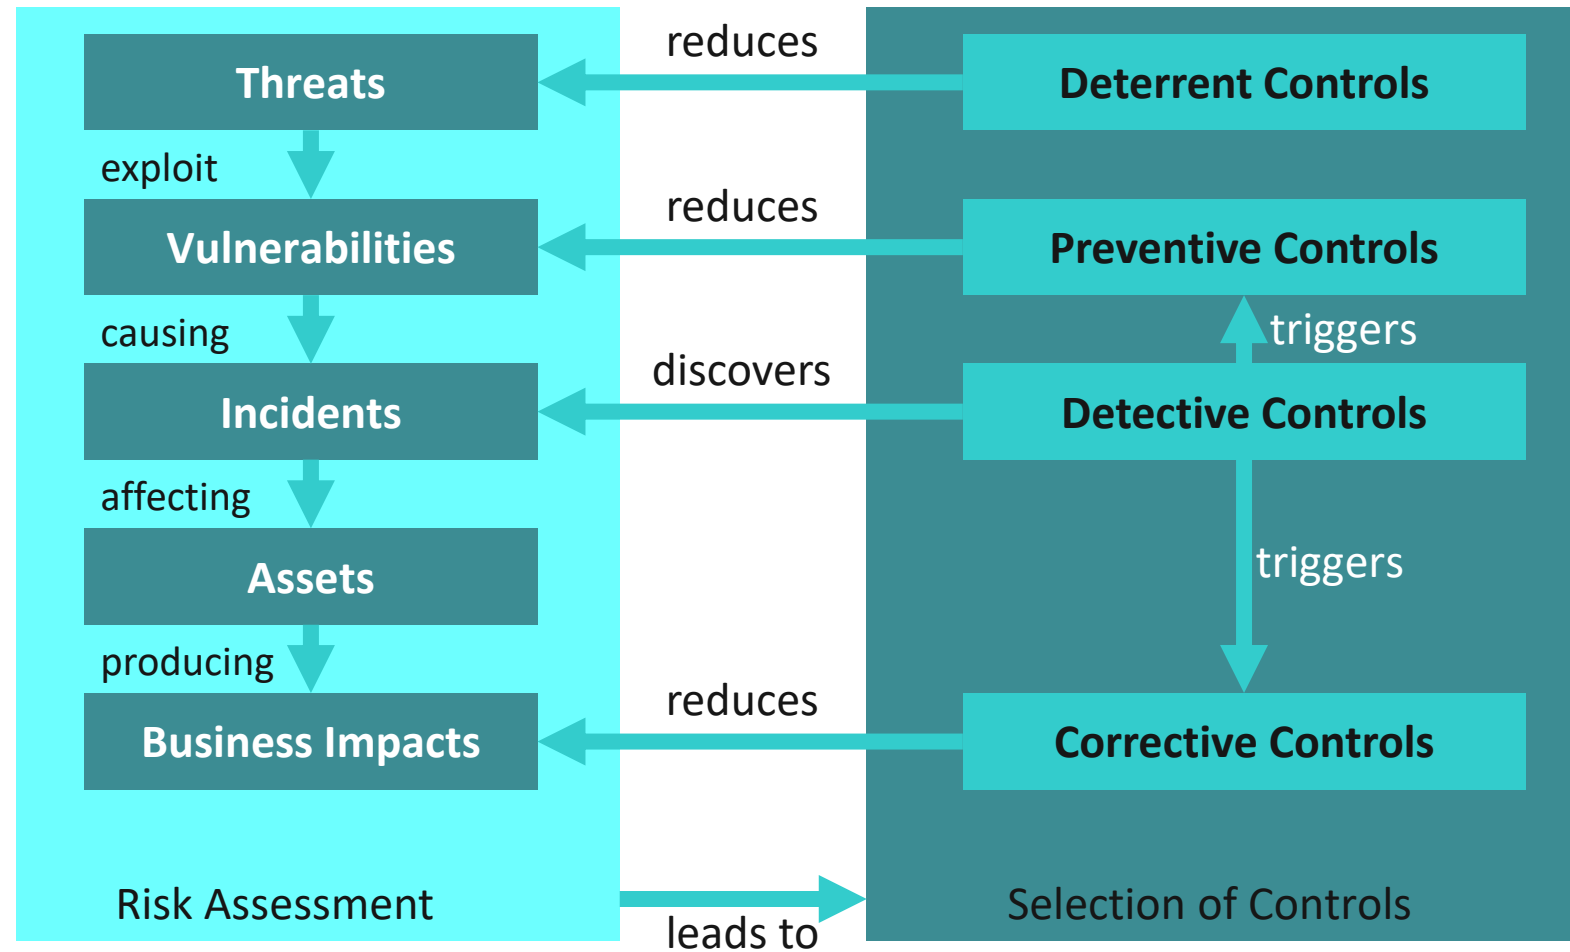 reduces
Threats
Deterrent Controls
exploit
reduces
Vulnerabilities
Preventive Controls
causing
triggers
discovers
Incidents
Detective Controls
affecting
triggers
Assets
producing
reduces
Business Impacts
Corrective Controls
Risk Assessment
Selection of Controls
leads to